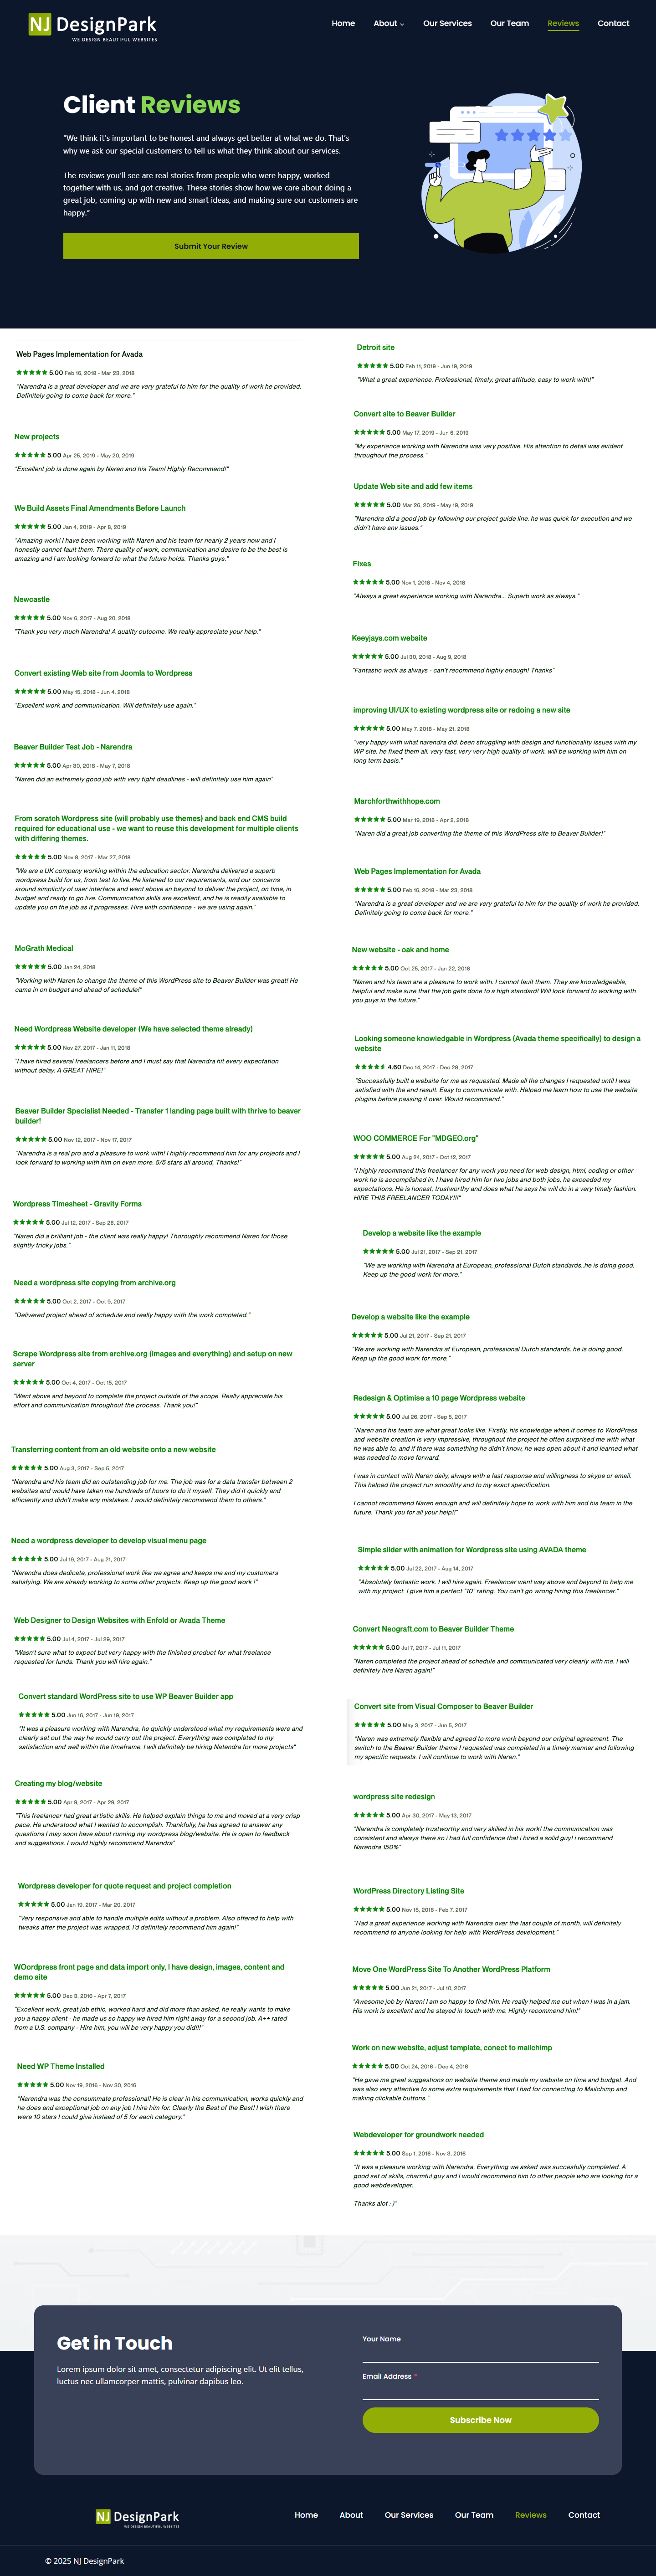 NJ DesignPark
WE DESIGN BEAUTIFUL WEBSITES
Home
About
Our Services
Our Team
Reviews
Contact
Client Reviews
"We think it's important to be honest and always get better at what we do. That's
why we ask our special customers to tell us what they think about our services.
The reviews you'll see are real stories from people who were happy, worked
together with us, and got creative. These stories show how we care about doing a
great job, coming up with new and smart ideas, and making sure our customers are
happy."
Submit Your Review
Web Pages Implementation for Avada
5.00 Feb 16, 2018 - Mar 23, 2018
"Narendra is a great developer and we are very grateful to him for the quality of work he provided.
Definitely going to come back for more."
New projects
5.00 Apr 25, 2019 - May 20, 2019
"Excellent job is done again by Naren and his Team! Highly Recommend!"
We Build Assets Final Amendments Before Launch
5.00 Jan 4, 2019 - Apr 8, 2019
"Amazing work! I have been working with Naren and his team for nearly 2 years now and I
honestly cannot fault them. There quality of work, communication and desire to be the best is
amazing and I am looking forward to what the future holds. Thanks guys."
Newcastle
5.00 Nov 6, 2017 - Aug 20, 2018
"Thank you very much Narendra! A quality outcome. We really appreciate your help."
Convert existing Web site from Joomla to Wordpress
5.00 May 15, 2018 - Jun 4, 2018
"Excellent work and communication. Will definitely use again."
Beaver Builder Test Job - Narendra
5.00 Apr 30, 2018 - May 7, 2018
"Naren did an extremely good job with very tight deadlines - will definitely use him again"
From scratch Wordpress site (will probably use themes) and back end CMS build
required for educational use - we want to reuse this development for multiple clients
with differing themes.
5.00 Nov 8, 2017 - Mar 27, 2018
"We are a UK company working within the education sector. Narendra delivered a superb
wordpress build for us, from test to live. He listened to our requirements, and our concerns
around simplicity of user interface and went above an beyond to deliver the project, on time, in
budget and ready to go live. Communication skills are excellent, and he is readily available to
update you on the job as it progresses. Hire with confidence - we are using again."
McGrath Medical
5.00 Jan 24, 2018
"Working with Naren to change the theme of this WordPress site to Beaver Builder was great! He
came in on budget and ahead of schedule!"
Need Wordpress Website developer (We have selected theme already)
5.00 Nov 27, 2017 - Jan 11, 2018
"I have hired several freelancers before and I must say that Narendra hit every expectation
without delay. A GREAT HIRE!"
Beaver Builder Specialist Needed - Transfer 1 landing page built with thrive to beaver
builder!
5.00 Nov 12, 2017 - Nov 17, 2017
"Narendra is a real pro and a pleasure to work with! I highly recommend him for any projects and I
look forward to working with him on even more. 5/5 stars all around, Thanks!"
Wordpress Timesheet - Gravity Forms
5.00 Jul 12, 2017 - Sep 26, 2017
"Naren did a brilliant job - the client was really happy! Thoroughly recommend Naren for those
slightly tricky jobs."
Need a wordpress site copying from archive.org
5.00 Oct 2, 2017 - Oct 9, 2017
"Delivered project ahead of schedule and really happy with the work completed."
Scrape Wordpress site from archive.org (images and everything) and setup on new
server
5.00 Oct 4, 2017 - Oct 15, 2017
"Went above and beyond to complete the project outside of the scope. Really appreciate his
effort and communication throughout the process. Thank you!"
Transferring content from an old website onto a new website
5.00 Aug 3, 2017 - Sep 5, 2017
"Narendra and his team did an outstanding job for me. The job was for a data transfer between 2
websites and would have taken me hundreds of hours to do it myself. They did it quickly and
efficiently and didn't make any mistakes. I would definitely recommend them to others."
Need a wordpress developer to develop visual menu page
5.00 Jul 19, 2017 - Aug 21, 2017
"Narendra does dedicate, professional work like we agree and keeps me and my customers
satisfying. We are already working to some other projects. Keep up the good work !"
Web Designer to Design Websites with Enfold or Avada Theme
5.00 Jul 4, 2017 - Jul 29, 2017
"Wasn't sure what to expect but very happy with the finished product for what freelance
requested for funds. Thank you will hire again."
Convert standard WordPress site to use WP Beaver Builder app
5.00 Jun 16, 2017 - Jun 19, 2017
"It was a pleasure working with Narendra, he quickly understood what my requirements were and
clearly set out the way he would carry out the project. Everything was completed to my
satisfaction and well within the timeframe. I will definitely be hiring Natendra for more projects"
Creating my blog/website
5.00 Apr 9, 2017 - Apr 29, 2017
"This freelancer had great artistic skills. He helped explain things to me and moved at a very crisp
pace. He understood what I wanted to accomplish. Thankfully, he has agreed to answer any
questions I may soon have about running my wordpress blog/website. He is open to feedback
and suggestions. I would highly recommend Narendra"
Wordpress developer for quote request and project completion
5.00 Jan 19, 2017 - Mar 20, 2017
"Very responsive and able to handle multiple edits without a problem. Also offered to help with
tweaks after the project was wrapped. I'd definitely recommend him again!"
WOordpress front page and data import only, I have design, images, content and
demo site
5.00 Dec 3, 2016 - Apr 7, 2017
"Excellent work, great job ethic, worked hard and did more than asked, he really wants to make
you a happy client - he made us so happy we hired him right away for a second job. A++ rated
from a U.S. company - Hire him, you will be very happy you did!!!"
Need WP Theme Installed
5.00 Nov 19, 2016 - Nov 30, 2016
"Narendra was the consummate professional! He is clear in his communication, works quickly and
he does and exceptional job on any job I hire him for. Clearly the Best of the Best! I wish there
were 10 stars I could give instead of 5 for each category."
Detroit site
5.00 Feb 11, 2019 - Jun 19, 2019
"What a great experience. Professional, timely, great attitude, easy to work with!"
Convert site to Beaver Builder
5.00 May 17, 2019 - Jun 6, 2019
"My experience working with Narendra was very positive. His attention to detail was evident
throughout the process."
Update Web site and add few items
5.00 Mar 26, 2019 - May 19, 2019
"Narendra did a good job by following our project guide line. he was quick for execution and we
didn't have anv issues."
Fixes
5.00 Nov 1, 2018 - Nov 4, 2018
"Always a great experience working with Narendra... Superb work as always."
Keeyjays.com website
5.00 Jul 30, 2018 - Aug 9, 2018
"Fantastic work as always - can't recommend highly enough! Thanks"
improving UI/UX to existing wordpress site or redoing a new site
5.00 May 7, 2018 - May 21, 2018
"very happy with what narendra did. been struggling with design and functionality issues with my
WP site. he fixed them all. very fast. very very high quality of work. will be working with him on
long term basis."
Marchforthwithhope.com
5.00 Mar 19, 2018 - Apr 2, 2018
"Naren did a great job converting the theme of this WordPress site to Beaver Builder!"
Web Pages Implementation for Avada
5.00 Feb 16, 2018 - Mar 23, 2018
"Narendra is a great developer and we are very grateful to him for the quality of work he provided.
Definitely going to come back for more."
New website - oak and home
5.00 Oct 25, 2017 - Jan 22, 2018
"Naren and his team are a pleasure to work with. I cannot fault them. They are knowledgeable,
helpful and make sure that the job gets done to a high standard! Will look forward to working with
you guys in the future."
Looking someone knowledgable in Wordpress (Avada theme specifically) to design a
website
4.60 Dec 14, 2017 - Dec 28, 2017
"Successfully built a website for me as requested. Made all the changes I requested until I was
satisfied with the end result. Easy to communicate with. Helped me learn how to use the website
plugins before passing it over. Would recommend."
WOO COMMERCE For "MDGEO.org"
5.00 Aug 24, 2017 - Oct 12, 2017
"I highly recommend this freelancer for any work you need for web design, html, coding or other
work he is accomplished in. I have hired him for two jobs and both jobs, he exceeded my
expectations. He is honest, trustworthy and does what he says he will do in a very timely fashion.
HIRE THIS FREELANCER TODAY!!!"
Develop a website like the example
5.00 Jul 21, 2017 - Sep 21, 2017
"We are working with Narendra at European, professional Dutch standards..he is doing good.
Keep up the good work for more."
Develop a website like the example
5.00 Jul 21, 2017 - Sep 21, 2017
"We are working with Narendra at European, professional Dutch standards..he is doing good.
Keep up the good work for more."
Redesign & Optimise a 10 page Wordpress website
5.00 Jul 26, 2017 - Sep 5, 2017
"Naren and his team are what great looks like. Firstly, his knowledge when it comes to WordPress
and website creation is very impressive, throughout the project he often surprised me with what
he was able to, and if there was something he didn't know, he was open about it and learned what
was needed to move forward.
I was in contact with Naren daily, always with a fast response and willingness to skype or email.
This helped the project run smoothly and to my exact specification.
I cannot recommend Naren enough and will definitely hope to work with him and his team in the
future. Thank you for all your help!!"
Simple slider with animation for Wordpress site using AVADA theme
5.00 Jul 22, 2017 - Aug 14, 2017
"Absolutely fantastic work. I will hire again. Freelancer went way above and beyond to help me
with my project. I give him a perfect "10" rating. You can't go wrong hiring this freelancer."
Convert Neograft.com to Beaver Builder Theme
5.00 Jul 7, 2017 - Jul 11, 2017
"Naren completed the project ahead of schedule and communicated very clearly with me. I will
definitely hire Naren again!"
Convert site from Visual Composer to Beaver Builder
5.00 May 3, 2017 - Jun 5, 2017
"Naren was extremely flexible and agreed to more work beyond our original agreement. The
switch to the Beaver Builder theme I requested was completed in a timely manner and following
my specific requests. I will continue to work with Naren."
wordpress site redesign
5.00 Apr 30, 2017 - May 13, 2017
"Narendra is completely trustworthy and very skilled in his work! the communication was
consistent and always there so i had full confidence that i hired a solid guy! i recommend
Narendra 150%"
WordPress Directory Listing Site
5.00 Nov 15, 2016 - Feb 7, 2017
"Had a great experience working with Narendra over the last couple of month, will definitely
recommend to anyone looking for help with WordPress development."
Move One WordPress Site To Another WordPress Platform
5.00 Jun 21, 2017 - Jul 10, 2017
"Awesome job by Naren! I am so happy to find him. He really helped me out when I was in a jam.
His work is excellent and he stayed in touch with me. Highly recommend him!"
Work on new website, adjust template, conect to mailchimp
5.00 Oct 24, 2016 - Dec 4, 2016
"He gave me great suggestions on website theme and made my website on time and budget. And
was also very attentive to some extra requirements that I had for connecting to Mailchimp and
making clickable buttons."
Webdeveloper for groundwork needed
5.00 Sep 1, 2016 - Nov 3, 2016
"It was a pleasure working with Narendra. Everything we asked was succesfully completed. A
good set of skills, charmful guy and I would recommend him to other people who are looking for a
good webdeveloper.
Thanks alot : )"
Get in Touch
Lorem ipsum dolor sit amet, consectetur adipiscing elit. Ut elit tellus,
luctus nec ullamcorper mattis, pulvinar dapibus leo.
Your Name
Email Address *
Subscribe Now
NJ DesignPark
WE DESIGN BEAUTIFUL WEBSITES
Home
About
Our Services
Our Team
Reviews
Contact
© 2025 NJ DesignPark